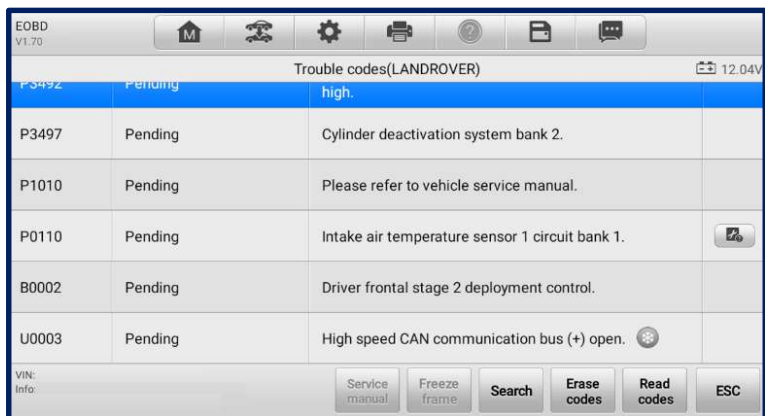 EOBD
V1.70
M
Trouble codes(LANDROVER)
12.04V
P3492 Pending high.
P3497 Pending Cylinder deactivation system bank 2.
P1010 Pending Please refer to vehicle service manual.
P0110 Pending Intake air temperature sensor 1 circuit bank 1.
B0002 Pending Driver frontal stage 2 deployment control.
U0003 Pending High speed CAN communication bus (+) open.
VIN:
Info:
Service manual
Freeze frame
Search
Erase codes
Read codes
ESC